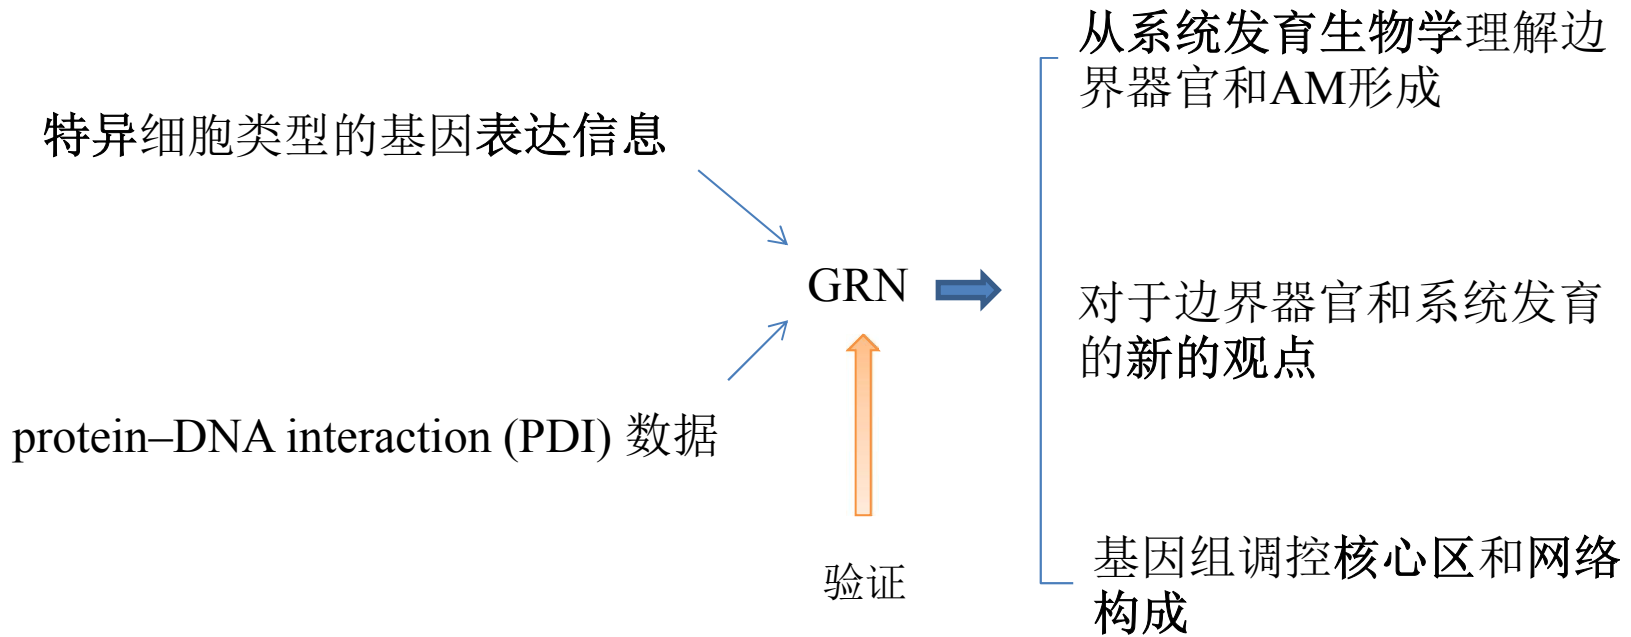 特异细胞类型的基因表达信息
protein–DNA interaction (PDI) 数据
GRN
验证
从系统发育生物学理解边
界器官和AM形成
对于边界器官和系统发育
的新的观点
基因组调控核心区和网络
构成